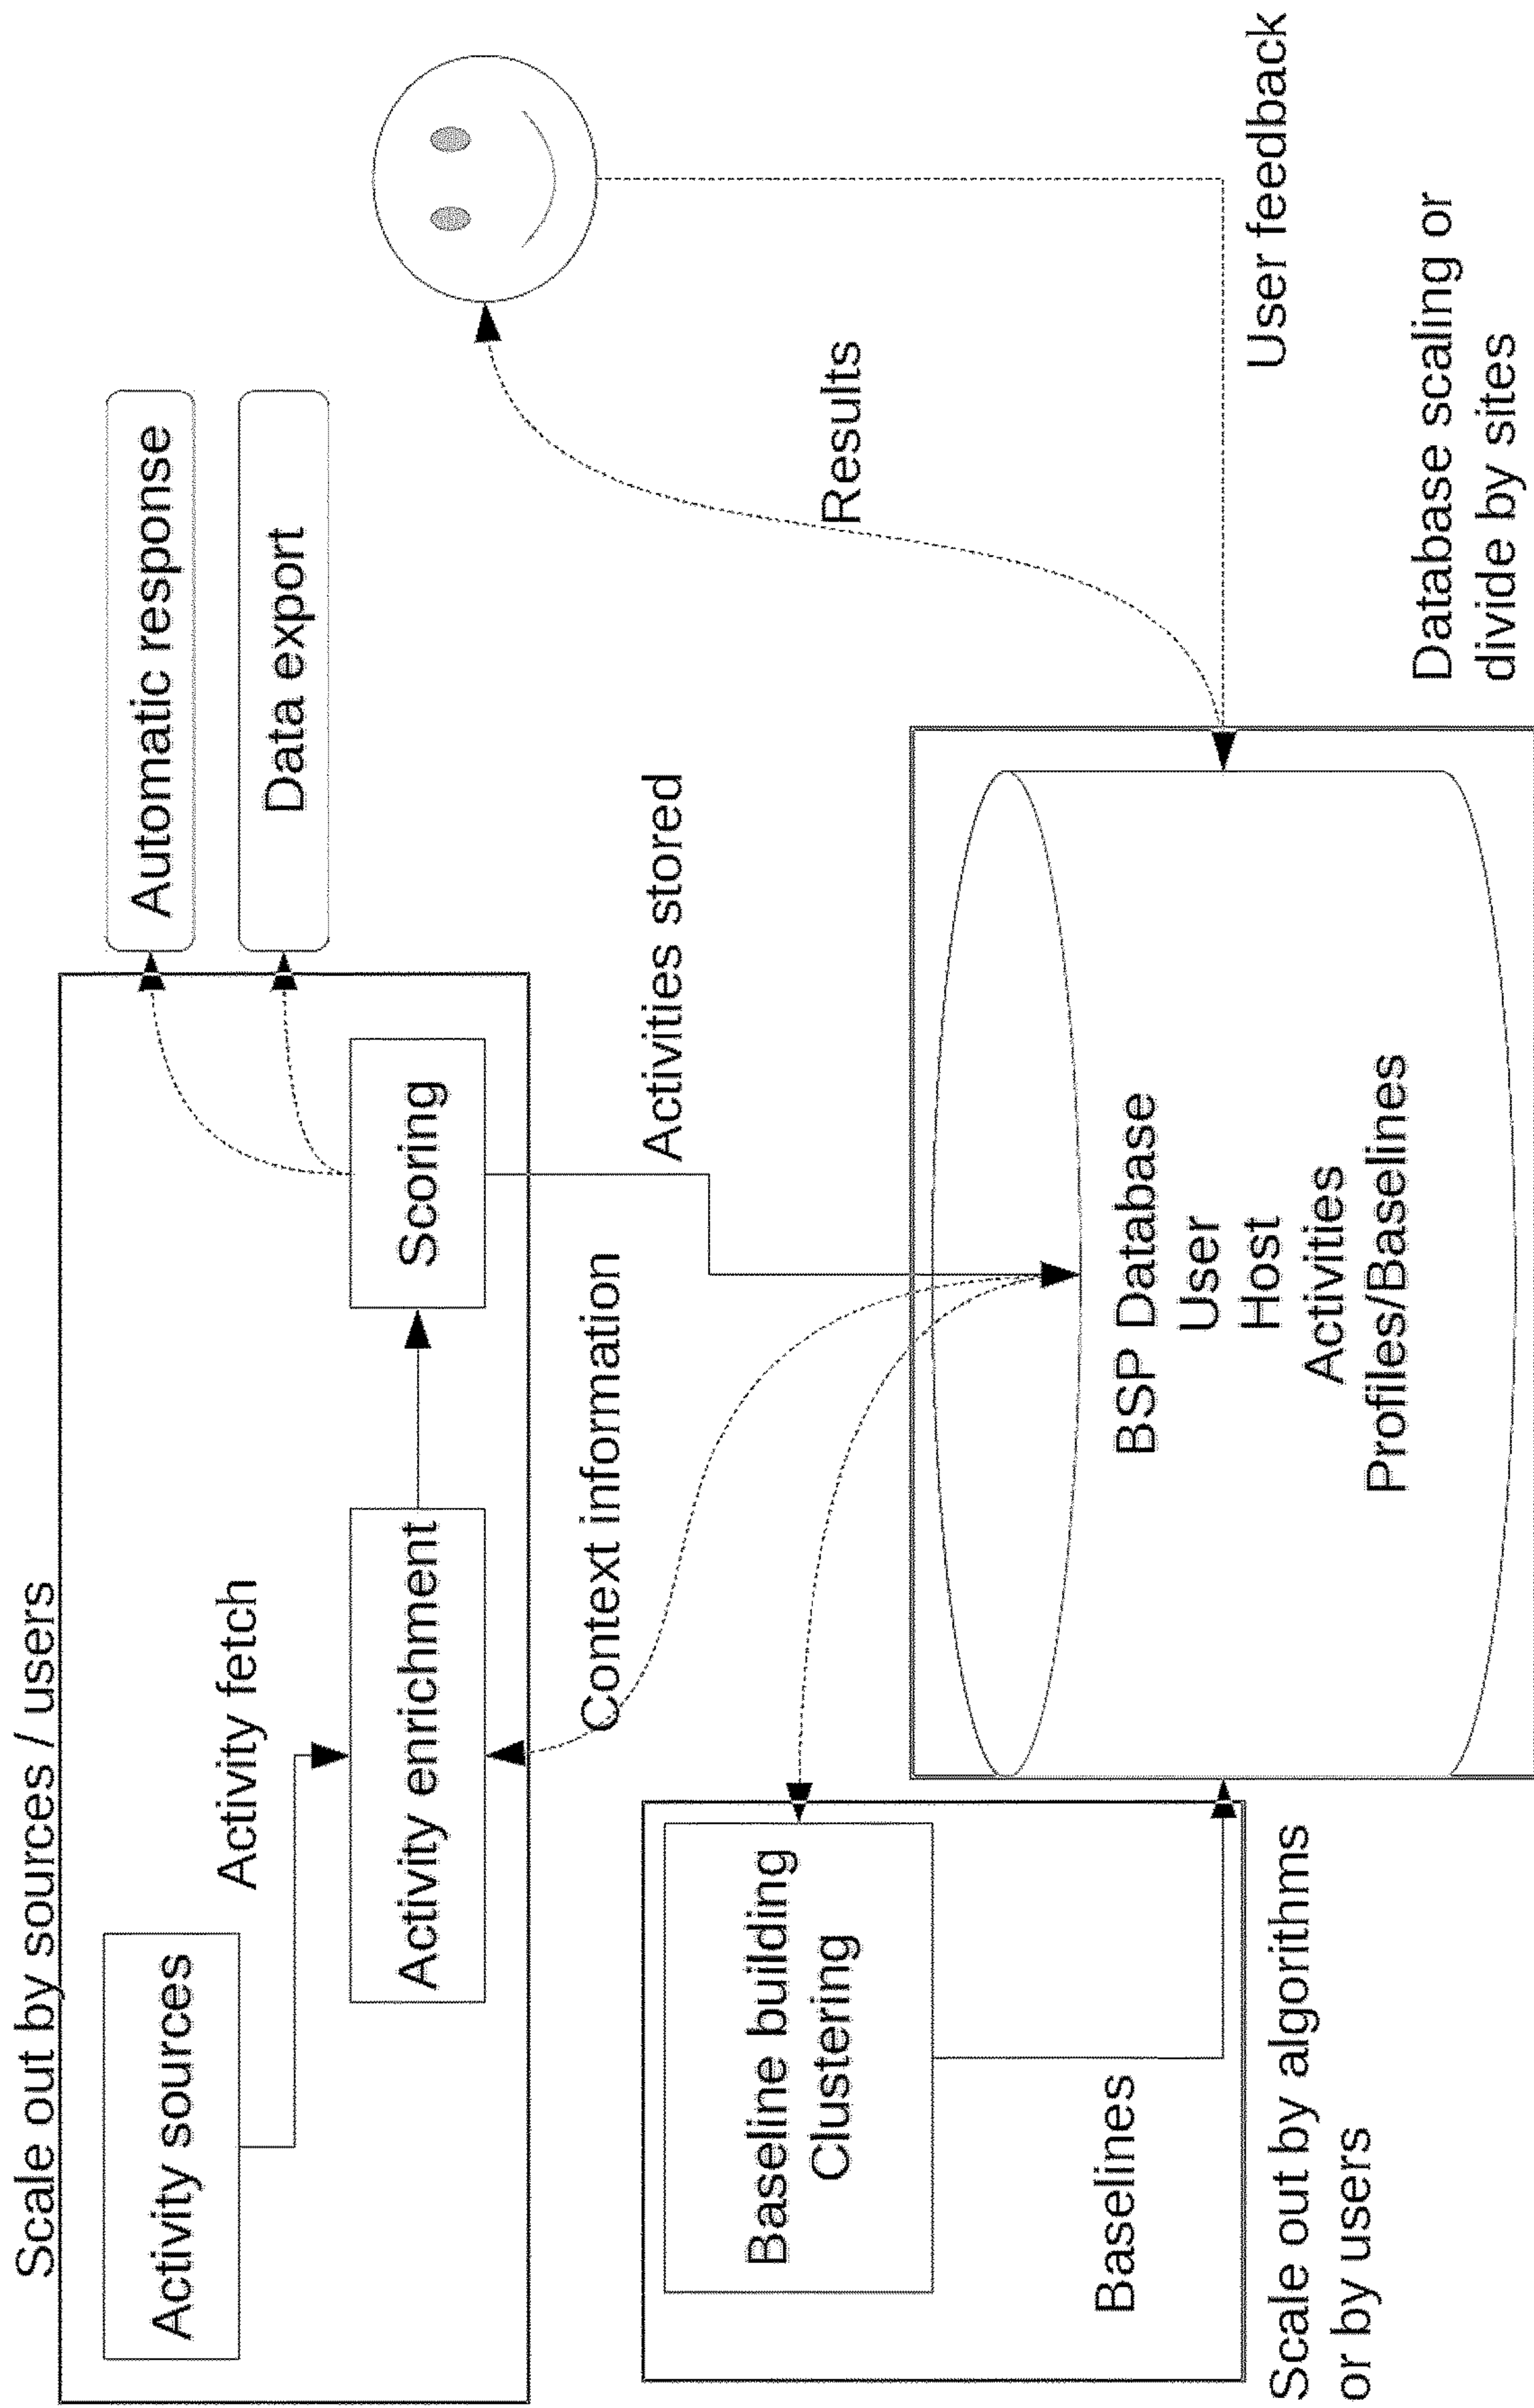 Scale out by sources / users
Activity sources
Activity fetch
Activity enrichment
Scoring
Automatic response
Data export
Context information
Activities stored
Results
Baseline building
Clustering
Baselines
BSP Database
User
Host
Activities
Profiles/Baselines
User feedback
Scale out by algorithms
or by users
Database scaling or
divide by sites